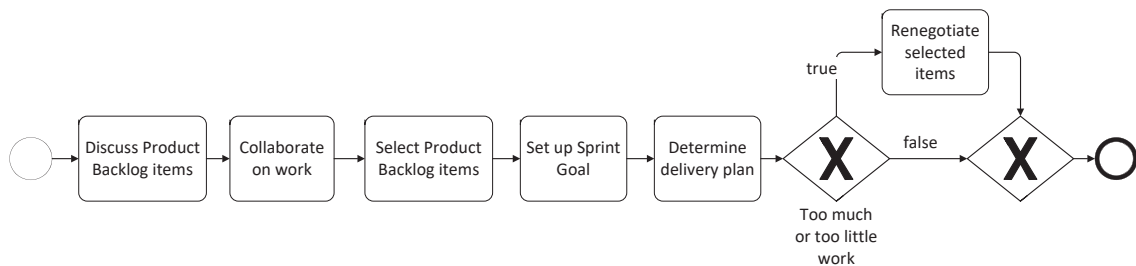 Discuss Product
Backlog items
Collaborate
on work
Select Product
Backlog items
Set up Sprint
Goal
Determine
delivery plan
X
Too much
or too little
work
true
Renegotiate
selected
items
false
X